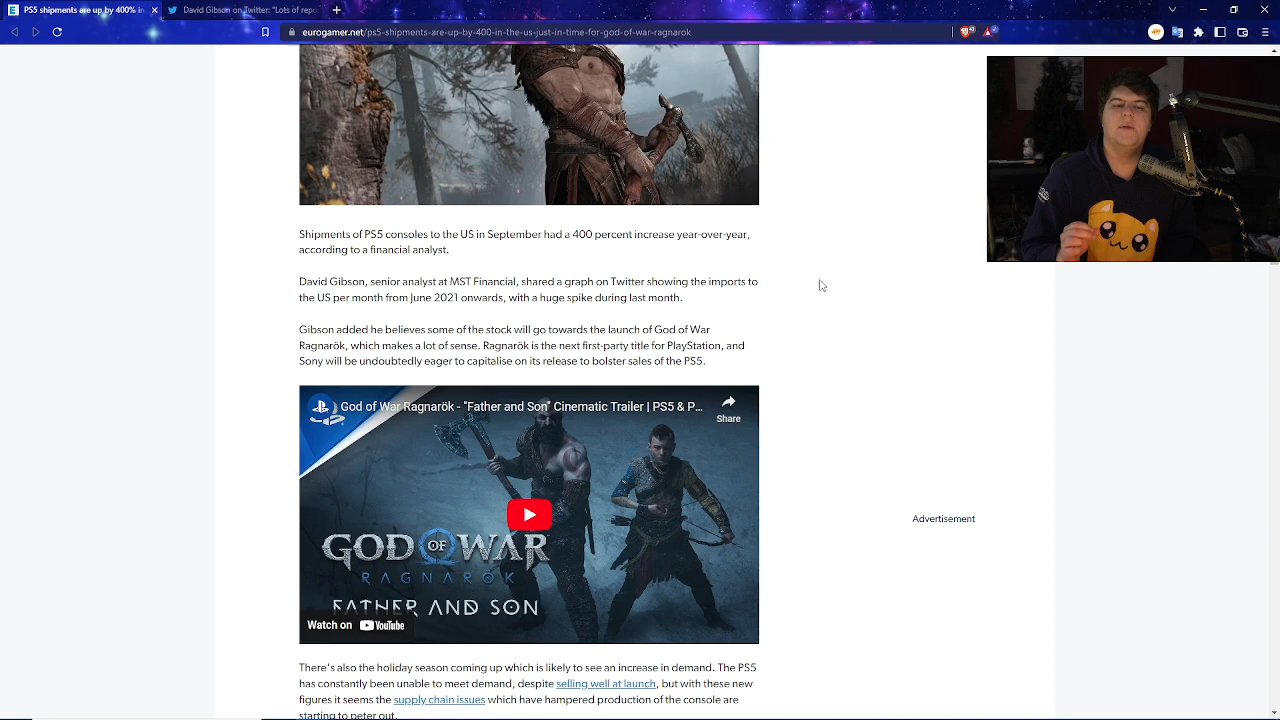 PS5 shipments are up by 400% in
David Gibson on Twitter: "Lots of repo
eurogamer.net/ps5-shipments-are-up-by-400-in-the-us-just-in-time-for-god-of-war-ragnarok
Shipments of PS5 consoles to the US in September had a 400 percent increase year-over-year,
according to a financial analyst.
David Gibson, senior analyst at MST Financial, shared a graph on Twitter showing the imports to
the US per month from June 2021 onwards, with a huge spike during last month.
Gibson added he believes some of the stock will go towards the launch of God of War
Ragnarök, which makes a lot of sense. Ragnarök is the next first-party title for PlayStation, and
Sony will be undoubtedly eager to capitalise on its release to bolster sales of the PS5.
God of War Ragnarök - "Father and Son" Cinematic Trailer | PS5 & P...
Share
GOD OF WAR
RAGNARÖK
FATHER AND SON
Watch on YouTube
Advertisement
There's also the holiday season coming up which is likely to see an increase in demand. The PS5
has constantly been unable to meet demand, despite selling well at launch, but with these new
figures it seems the supply chain issues which have hampered production of the console are
starting to peter out.